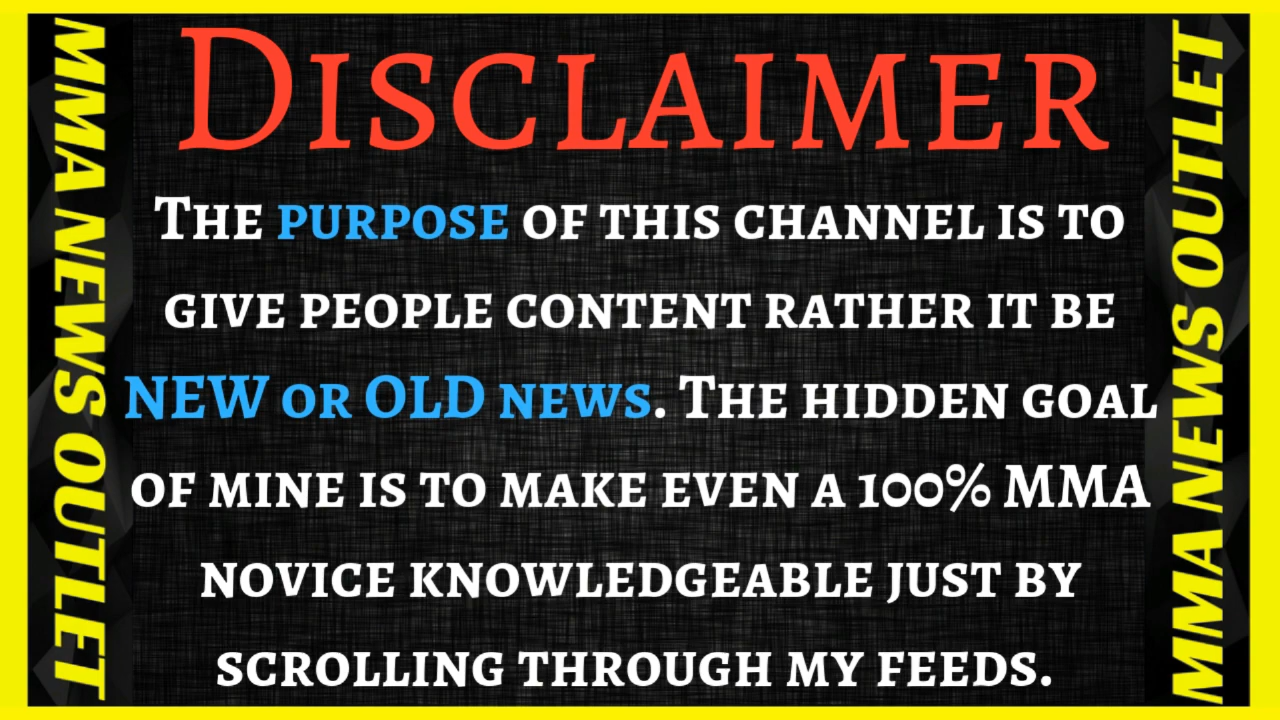 DISCLAIMER
THE PURPOSE OF THIS CHANNEL IS TO
GIVE PEOPLE CONTENT RATHER IT BE
NEW OR OLD NEWS. THE HIDDEN GOAL
OF MINE IS TO MAKE EVEN A 100% MMA
NOVICE KNOWLEDGEABLE JUST BY
SCROLLING THROUGH MY FEEDS.
MMA NEWS OUTLET
MMA NEWS OUTLET